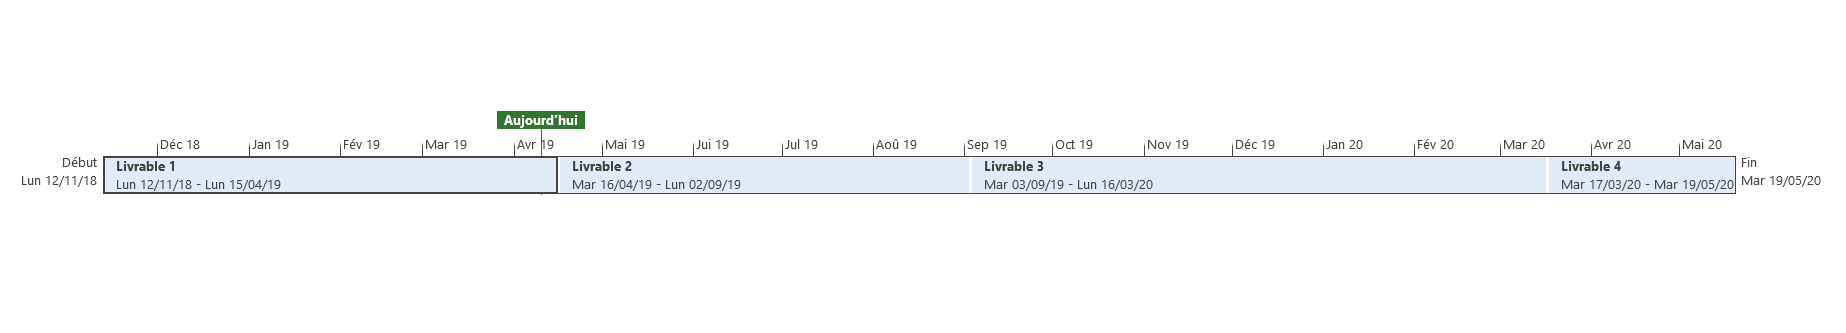 Aujourd'hui
Déc 18 Jan 19 Fév 19 Mar 19 Avr 19 Mai 19 Jui 19 Jul 19 Aoû 19 Sep 19 Oct 19 Nov 19 Déc 19 Jan 20 Fév 20 Mar 20 Avr 20 Mai 20
Début
Lun 12/11/18
Livrable 1
Lun 12/11/18 - Lun 15/04/19
Livrable 2
Mar 16/04/19 - Lun 02/09/19
Livrable 3
Mar 03/09/19 - Lun 16/03/20
Livrable 4
Mar 17/03/20 - Mar 19/05/20
Fin
Mar 19/05/20